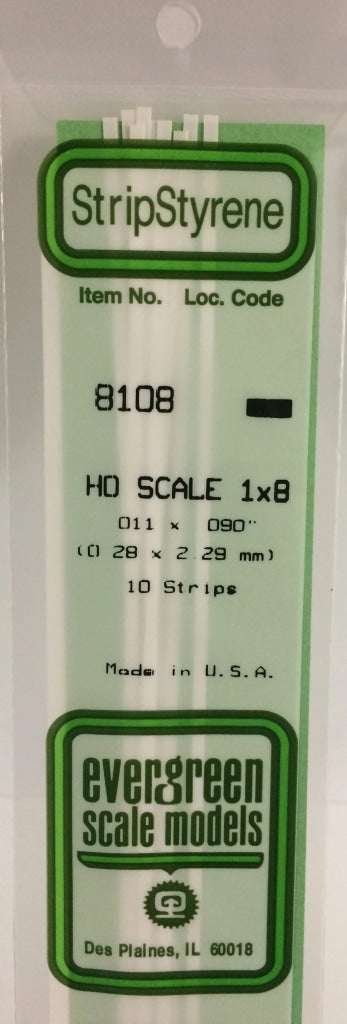 StripStyrene
Item No. Loc. Code
8108
HO SCALE 1x8
011 x 090"
(0 28 x 2.29 mm)
10 Strips
Made in U.S.A.
evergreen
scale models
Des Plaines, IL 60018